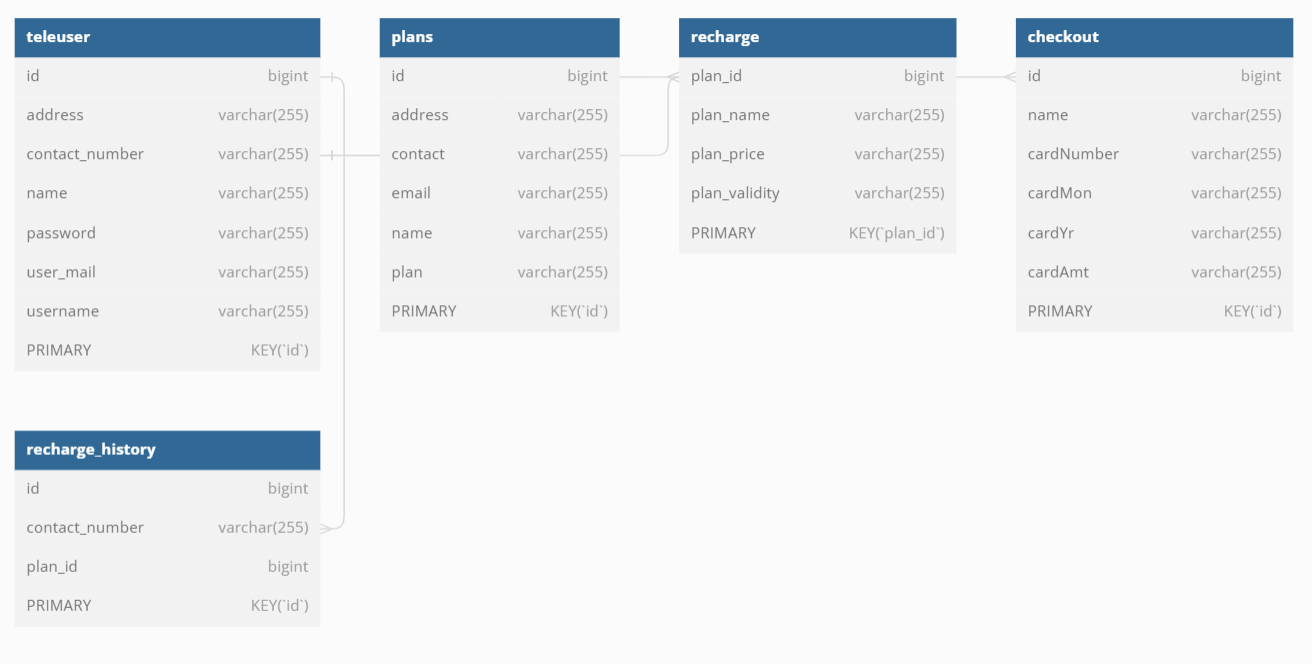 teleuser
id bigint
address varchar(255)
contact_number varchar(255)
name varchar(255)
password varchar(255)
user_mail varchar(255)
username varchar(255)
PRIMARY KEY(`id`)
plans
id bigint
address varchar(255)
contact varchar(255)
email varchar(255)
name varchar(255)
plan varchar(255)
PRIMARY KEY(`id`)
recharge
plan_id bigint
plan_name varchar(255)
plan_price varchar(255)
plan_validity varchar(255)
PRIMARY KEY(`plan_id`)
checkout
id bigint
name varchar(255)
cardNumber varchar(255)
cardMon varchar(255)
cardYr varchar(255)
cardAmt varchar(255)
PRIMARY KEY(`id`)
recharge_history
id bigint
contact_number varchar(255)
plan_id bigint
PRIMARY KEY(`id`)